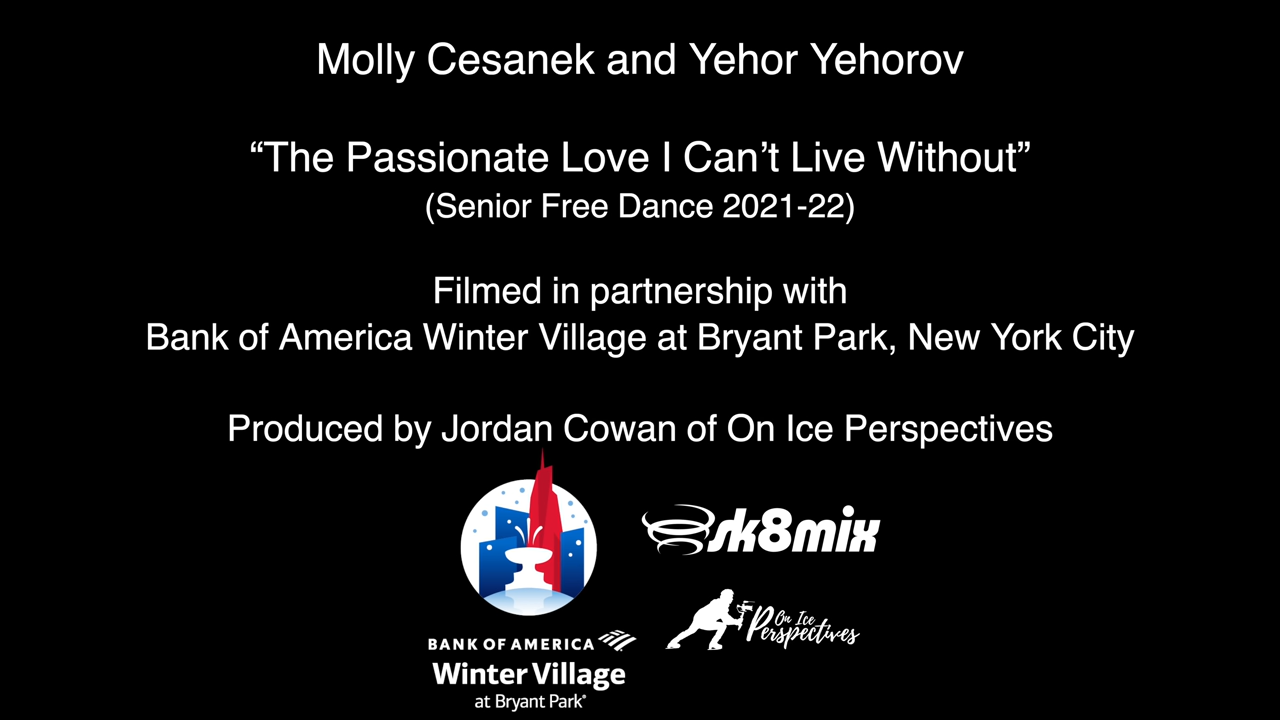 Molly Cesanek and Yehor Yehorov
“The Passionate Love I Can’t Live Without”
(Senior Free Dance 2021-22)
Filmed in partnership with
Bank of America Winter Village at Bryant Park, New York City
Produced by Jordan Cowan of On Ice Perspectives
sk8mix
On Ice
Perspectives
BANK OF AMERICA
Winter Village
at Bryant Park®